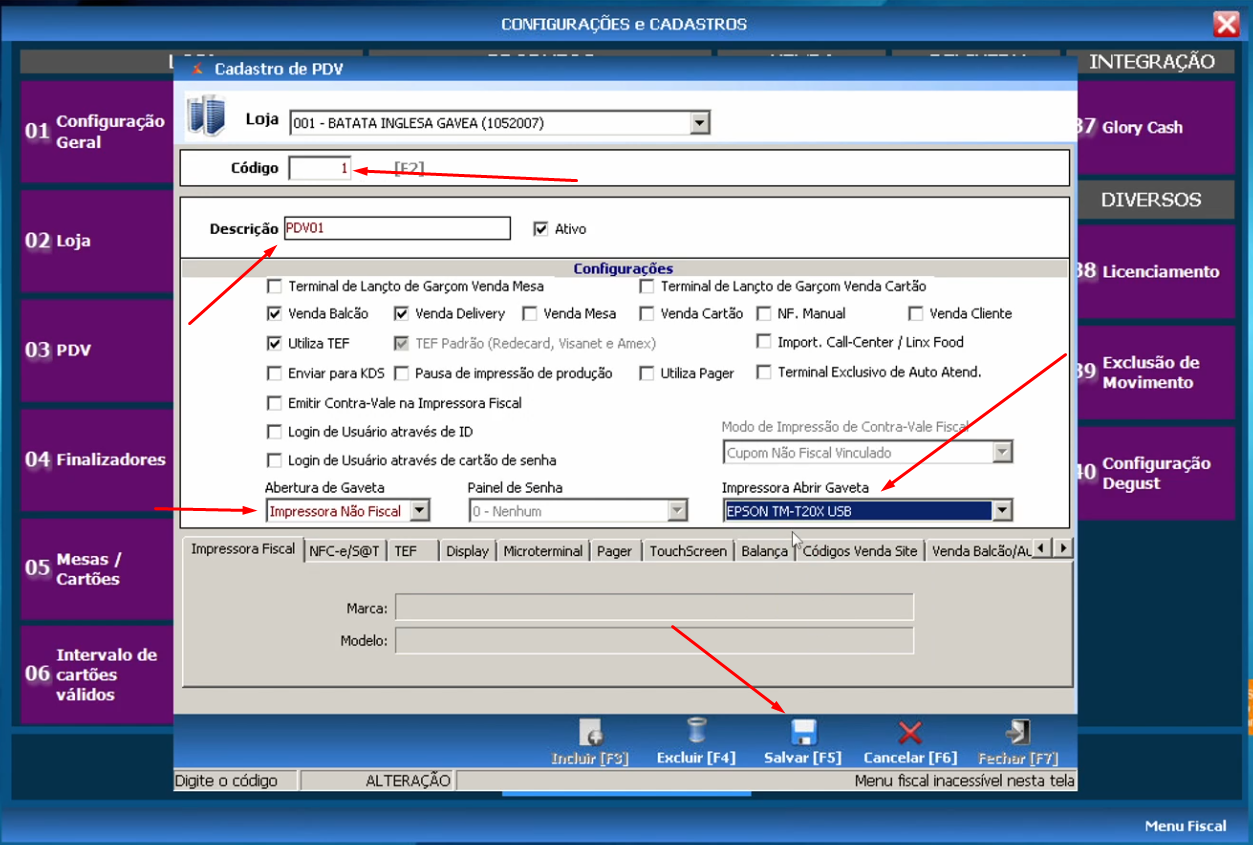 CONFIGURAÇÕES e CADASTROS
INTEGRAÇÃO
Cadastro de PDV
Loja 001 - BATATA INGLESA GAVEA (1052007)
01 Configuração Geral
37 Glory Cash
Código 1 [F2]
DIVERSOS
02 Loja
Descrição PDV01 Ativo
38 Licenciamento
Configurações
Terminal de Lançto de Garçom Venda Mesa Terminal de Lançto de Garçom Venda Cartão
Venda Balcão Venda Delivery Venda Mesa Venda Cartão NF. Manual Venda Cliente
03 PDV
Utiliza TEF TEF Padrão (Redecard, Visanet e Amex) Import. Call-Center / Linx Food
39 Exclusão de Movimento
Enviar para KDS Pausa de impressão de produção Utiliza Pager Terminal Exclusivo de Auto Atend.
Emitir Contra-Vale na Impressora Fiscal
Login de Usuário através de ID Modo de Impressão de Contra-Vale Fiscal
04 Finalizadores
Login de Usuário através de cartão de senha Cupom Não Fiscal Vinculado
40 Configuração Degust
Abertura de Gaveta Painel de Senha Impressora Abrir Gaveta
Impressora Não Fiscal 0 - Nenhum EPSON TM-T20X USB
Impressora Fiscal NFC-e/S@T TEF Display Microterminal Pager TouchScreen Balança Códigos Venda Site Venda Balcão/Au
05 Mesas / Cartões
Marca:
Modelo:
06 Intervalo de cartões válidos
Incluir [F3] Excluir [F4] Salvar [F5] Cancelar [F6] Fechar [F7]
Digite o código ALTERAÇÃO Menu fiscal inacessível nesta tela
Menu Fiscal